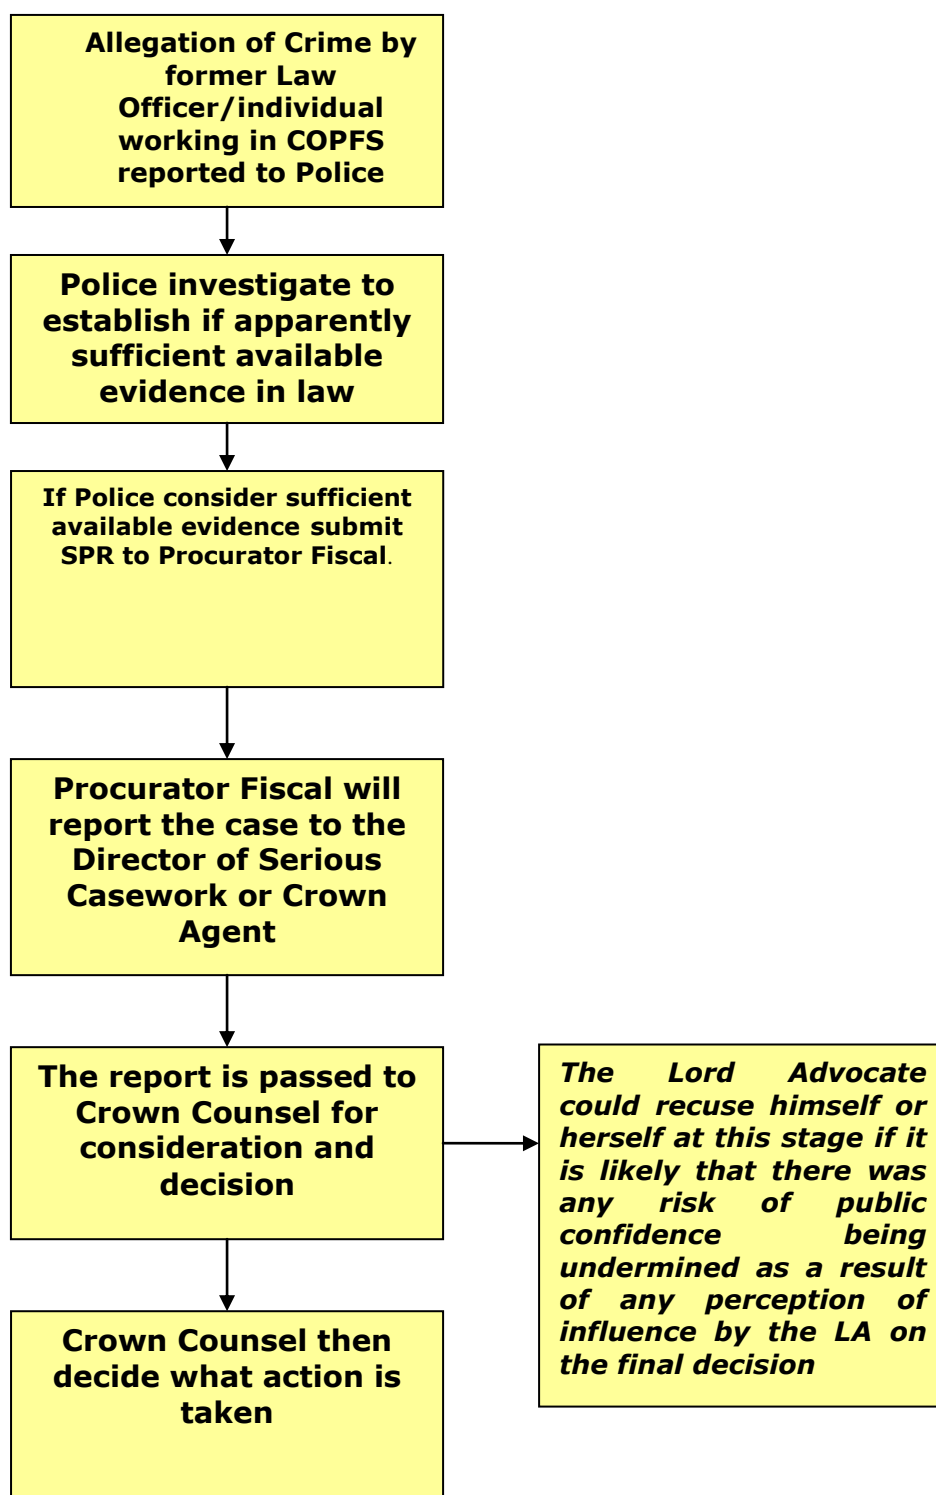 Allegation of Crime by
former Law
Officer/individual
working in COPFS
reported to Police
Police investigate to
establish if apparently
sufficient available
evidence in law
If Police consider sufficient
available evidence submit
SPR to Procurator Fiscal.
Procurator Fiscal will
report the case to the
Director of Serious
Casework or Crown
Agent
The report is passed to
Crown Counsel for
consideration and
decision
The Lord Advocate
could recuse himself or
herself at this stage if it
is likely that there was
any risk of public
confidence being
undermined as a result
of any perception of
influence by the LA on
the final decision
Crown Counsel then
decide what action is
taken